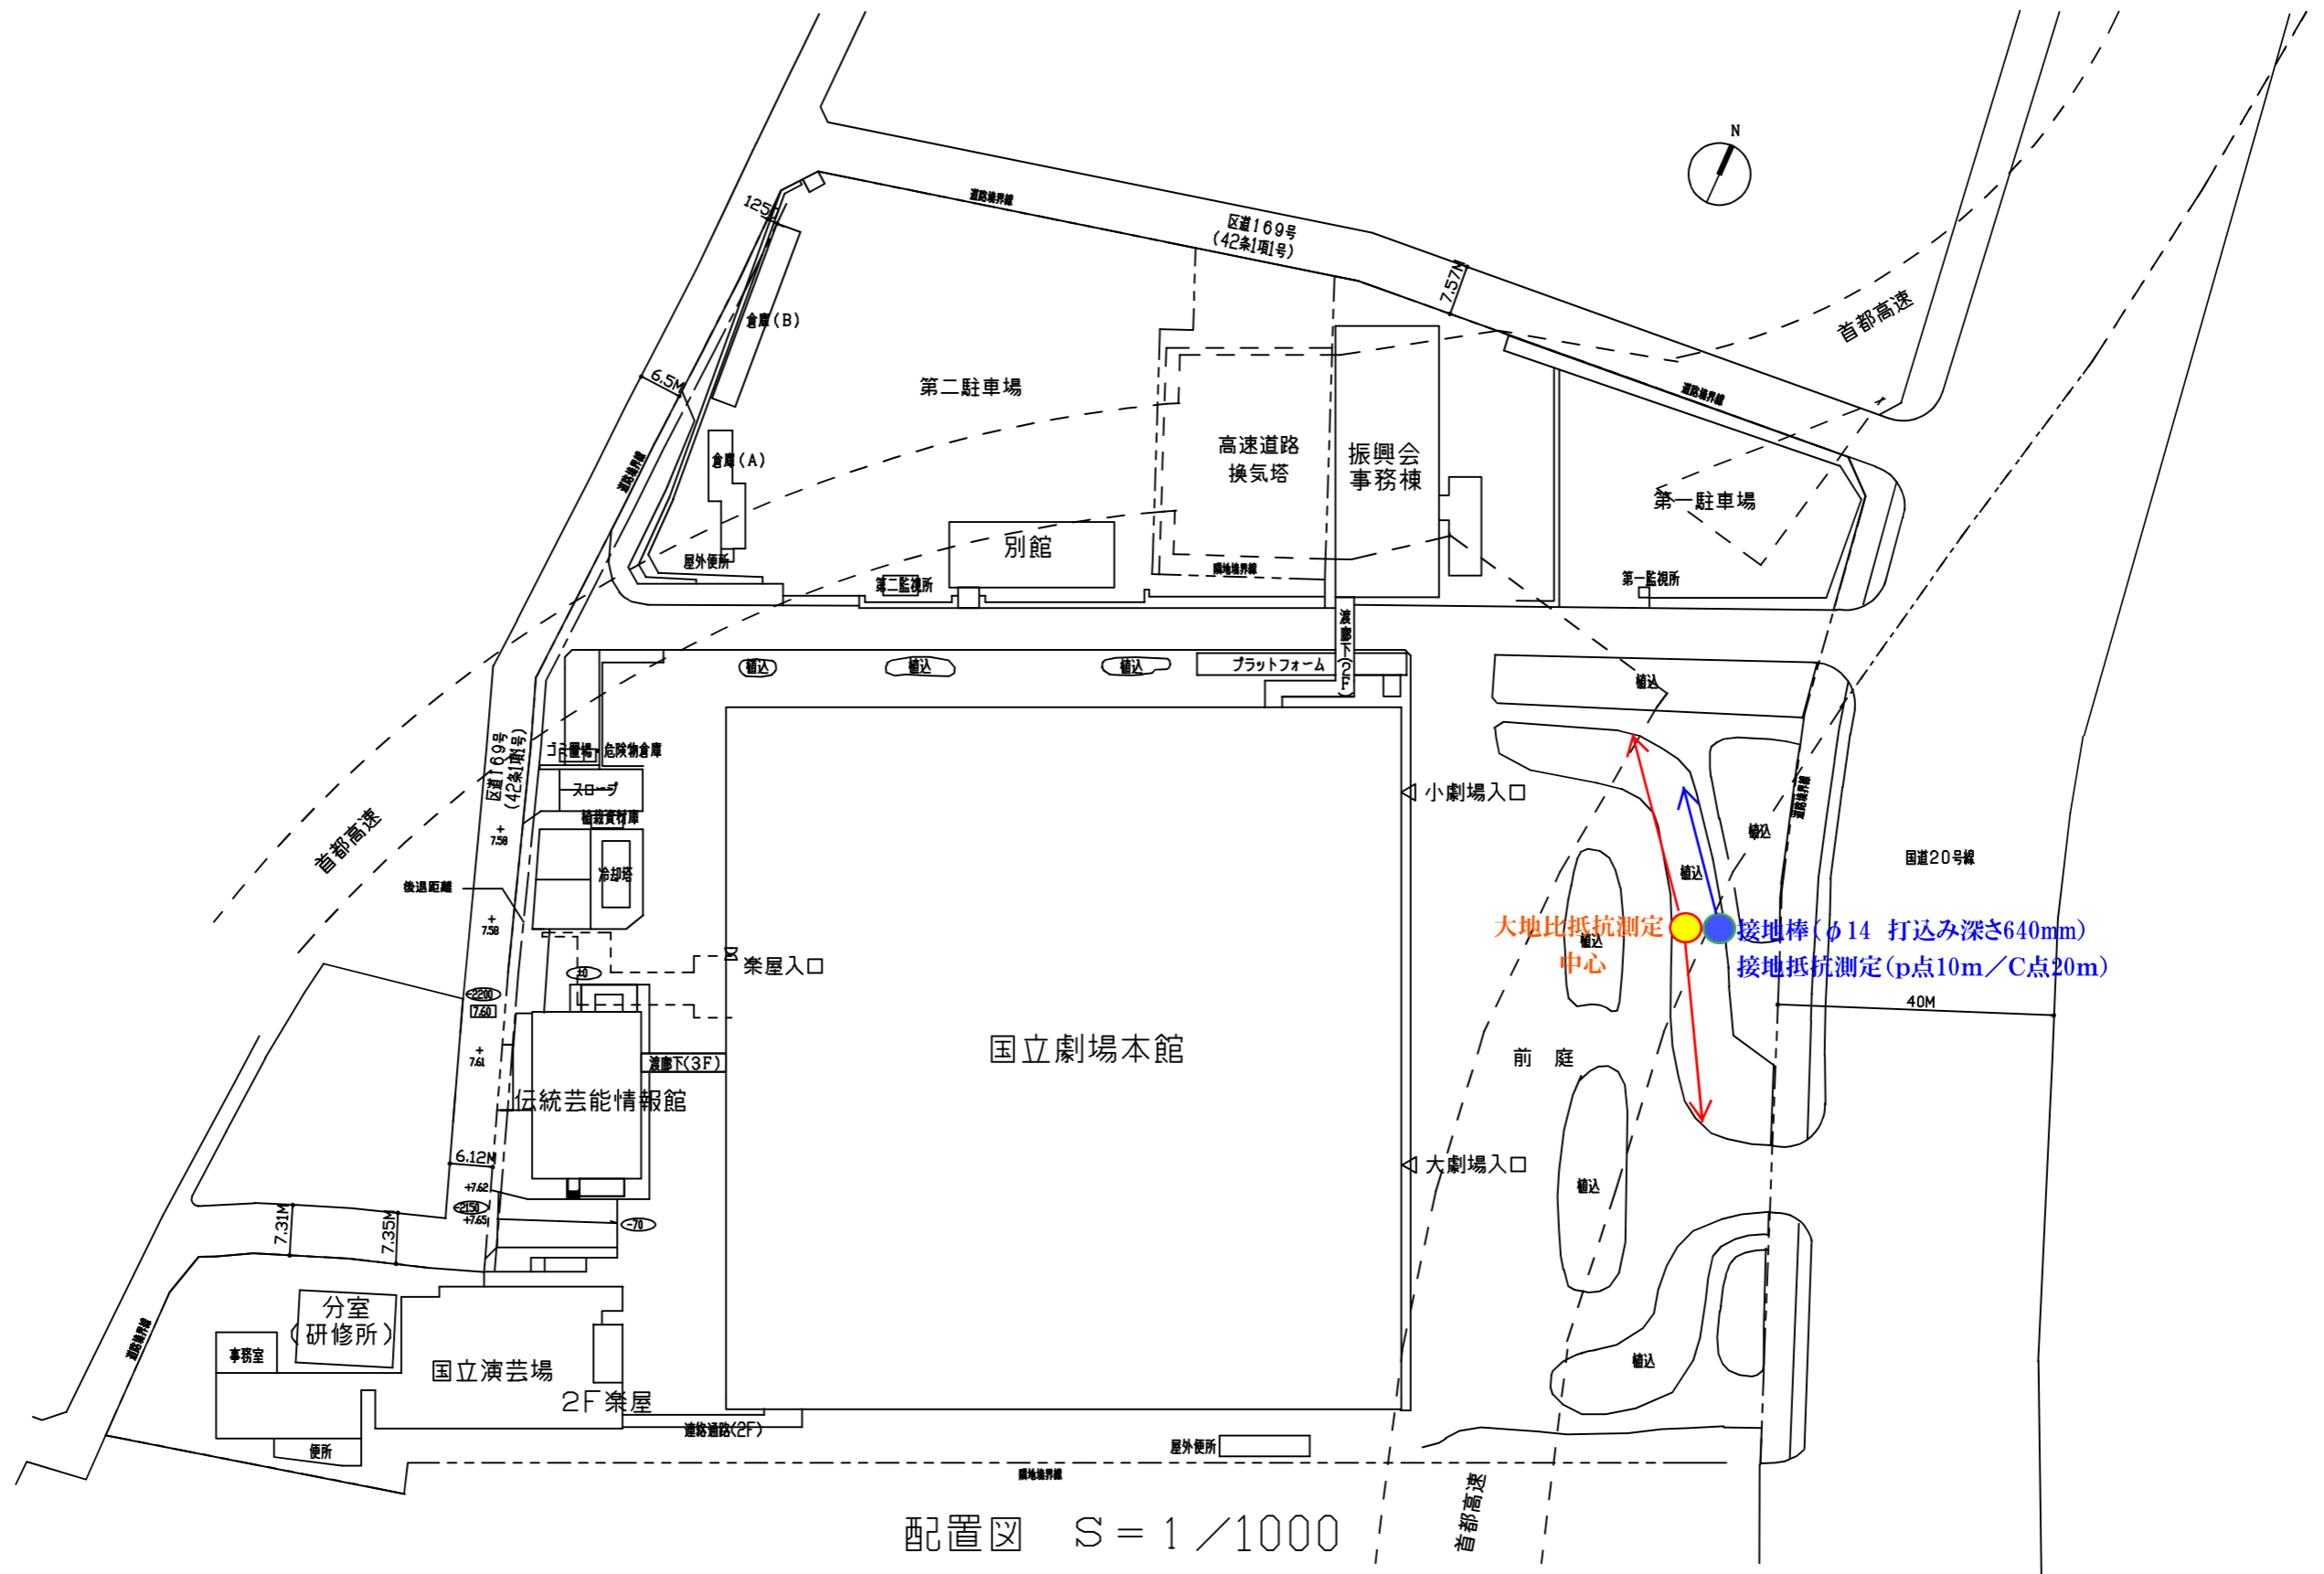 N
道路境界線
区道169号
(42条1項1号)
7.57M
首都高速
倉庫(B)
6.5M
第二駐車場
道路境界線
高速道路
換気塔
振興会
事務棟
倉庫(A)
道路境界線
第一駐車場
別館
屋外便所
第二監視所
隣地境界線
第一監視所
渡廊下(2F)
植込
植込
植込
プラットフォーム
植込
区道169号
(42条1項1号)
ゴミ置場
危険物倉庫
スロープ
植栽資材庫
小劇場入口
道路境界線
首都高速
7.58
植込
国道20号線
冷却塔
植込
後退距離
7.58
大地比抵抗測定
中心
植込
接地棒(φ14 打込み深さ640mm)
接地抵抗測定(p点10m/C点20m)
楽屋入口
±0
-2200
7.60
40M
国立劇場本館
前 庭
7.61
渡廊下(3F)
伝統芸能情報館
6.12M
大劇場入口
+7.62
植込
-2150
+7.65
-70
7.31M
7.35M
分室
(研修所)
道路境界線
事務室
国立演芸場
植込
2F楽屋
連絡通路(2F)
便所
屋外便所
隣地境界線
首都高速
配置図 S=1/1000